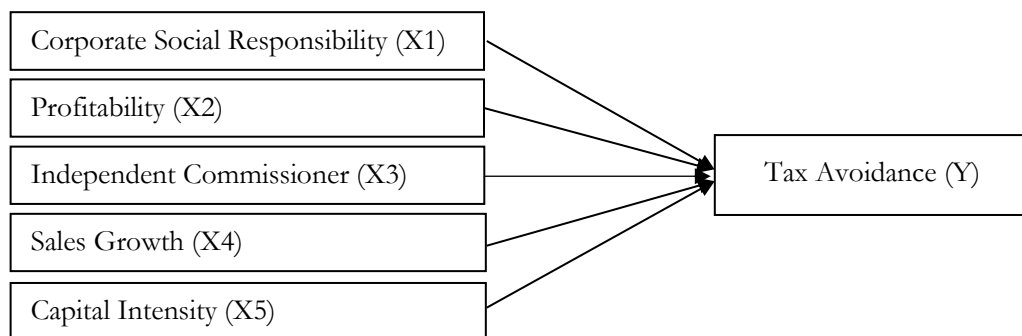 Corporate Social Responsibility (X1)
Profitability (X2)
Independent Commissioner (X3)
Tax Avoidance (Y)
Sales Growth (X4)
Capital Intensity (X5)